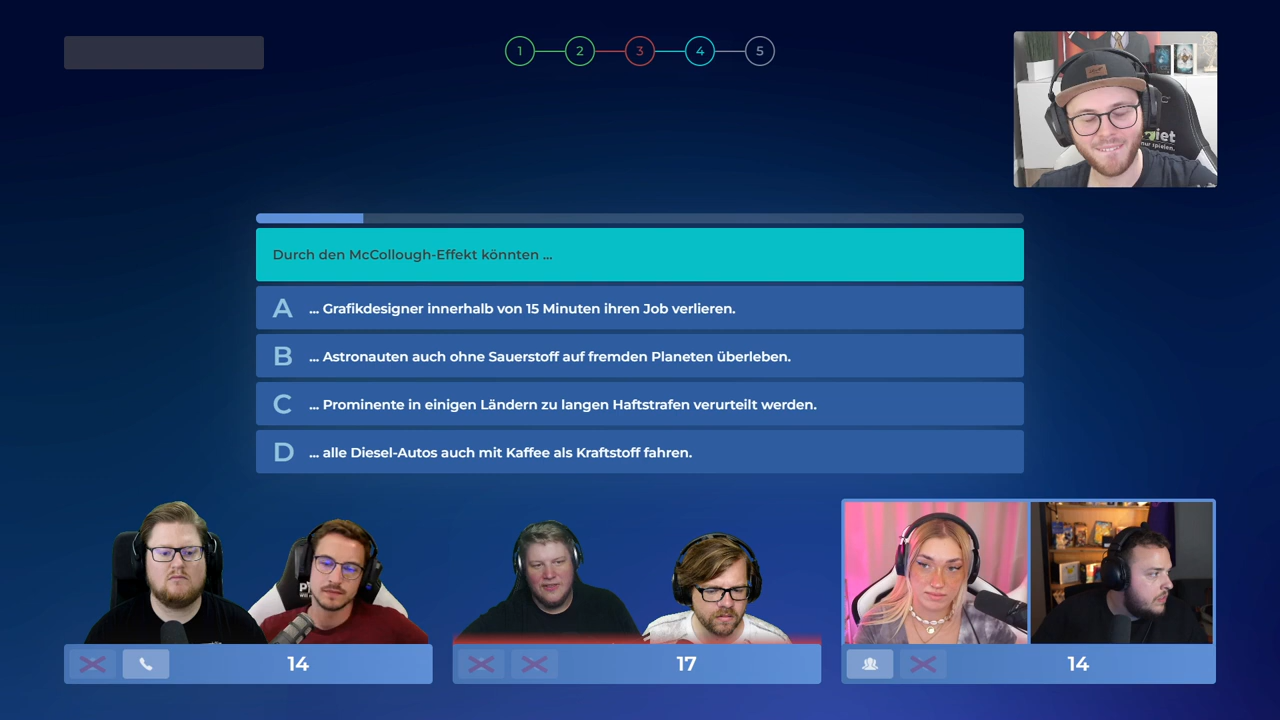 1 2 3 4 5
Durch den McCollough-Effekt könnten ...
A ... Grafikdesigner innerhalb von 15 Minuten ihren Job verlieren.
B ... Astronauten auch ohne Sauerstoff auf fremden Planeten überleben.
C ... Prominente in einigen Ländern zu langen Haftstrafen verurteilt werden.
D ... alle Diesel-Autos auch mit Kaffee als Kraftstoff fahren.
14
17
14